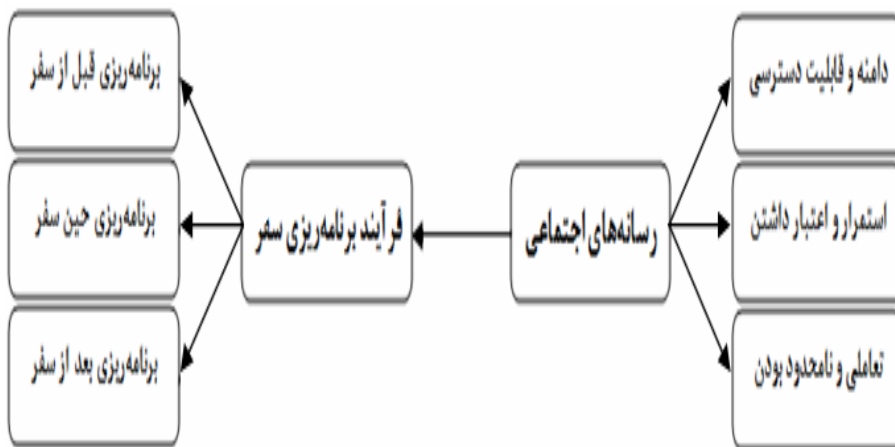 دامنه و قابلیت دسترسی
استمرار و اعتبار داشتن
تعاملی و نامحدود بودن
رسانه‌های اجتماعی
فرآیند برنامه‌ریزی سفر
برنامه‌ریزی قبل از سفر
برنامه‌ریزی حین سفر
برنامه‌ریزی بعد از سفر